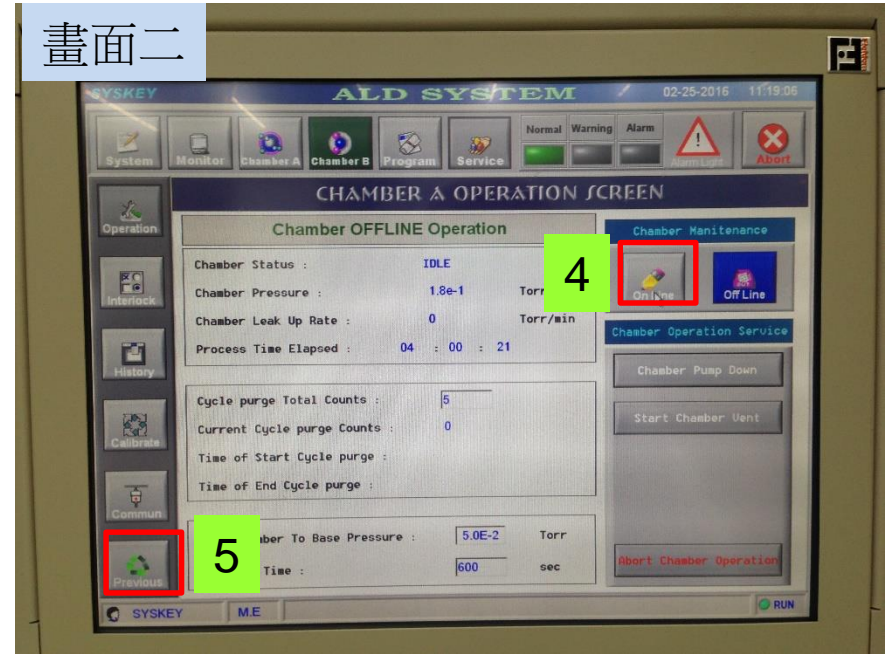 畫面二
SYSKEY ALD SYSTEM 02-25-2016 11:19:06
System Monitor Chamber A Chamber B Program Service Normal Warning Alarm Alarm Light Abort
CHAMBER A OPERATION SCREEN
Operation
Chamber OFFLINE Operation
Chamber Manitenance
Chamber Status : IDLE
4
On Line
Off Line
Interlock
Chamber Pressure : 1.8e-1 Torr
Chamber Leak Up Rate : 0 Torr/min
Chamber Operation Service
Process Time Elapsed : 04 : 00 : 21
History
Chamber Pump Down
Cycle purge Total Counts : 5
Start Chamber Vent
Current Cycle purge Counts : 0
Calibrate
Time of Start Cycle purge :
Time of End Cycle purge :
Commun
5
To Base Pressure : 5.0E-2 Torr
Abort Chamber Operation
Previous
Time : 600 sec
SYSKEY M.E RUN